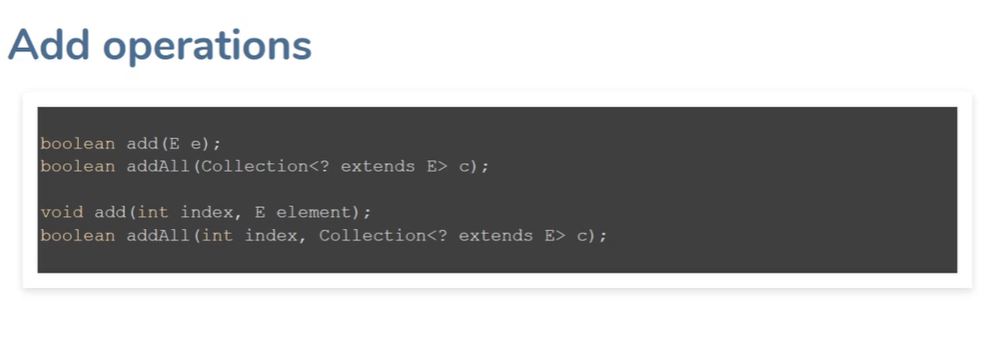 Add operations
boolean add(E e);
boolean addAll(Collection<? extends E> c);
void add(int index, E element);
boolean addAll(int index, Collection<? extends E> c);